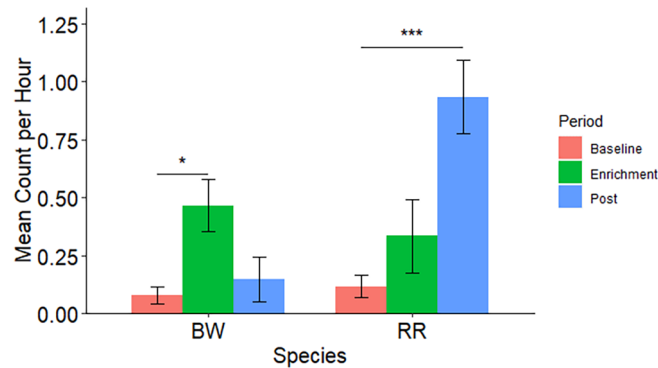 Mean Count per Hour
1.25
1.00
0.75
0.50
0.25
0.00
*
***
BW
RR
Species
Period
Baseline
Enrichment
Post